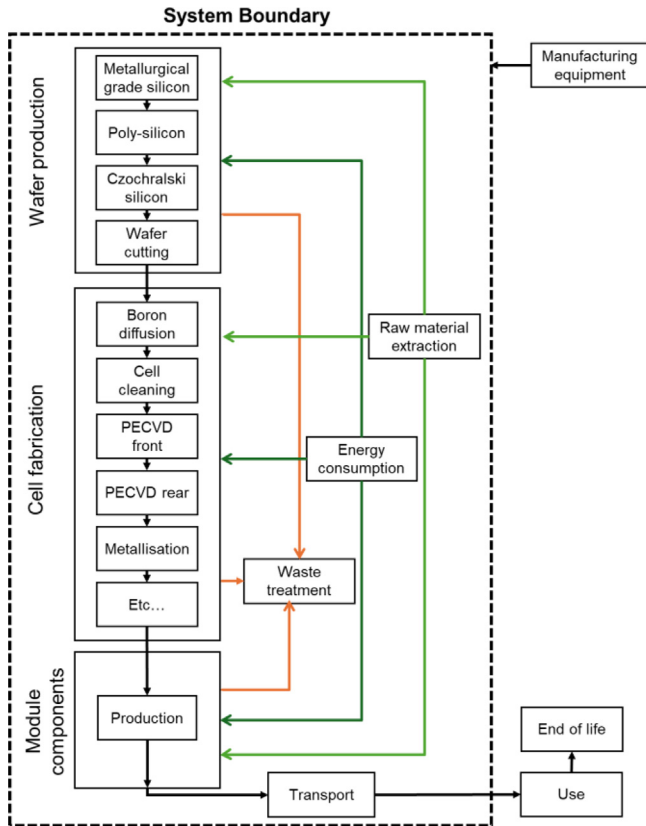 System Boundary
Manufacturing
equipment
Wafer production
Metallurgical
grade silicon
Poly-silicon
Czochralski
silicon
Wafer
cutting
Cell fabrication
Boron
diffusion
Cell
cleaning
PECVD
front
PECVD rear
Metallisation
Etc…
Raw material
extraction
Energy
consumption
Waste
treatment
Module
components
Production
Transport
End of life
Use